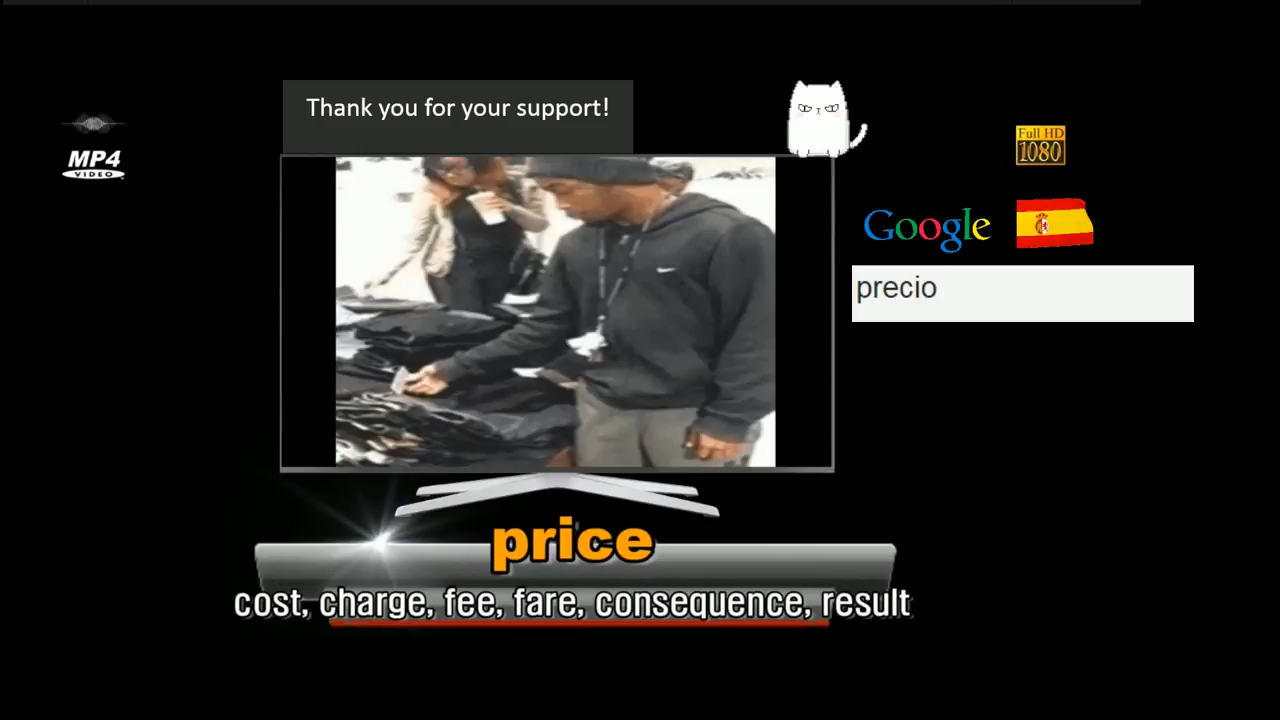 Thank you for your support!
MP4
VIDEO
Full HD
1080
Google
precio
price
cost, charge, fee, fare, consequence, result